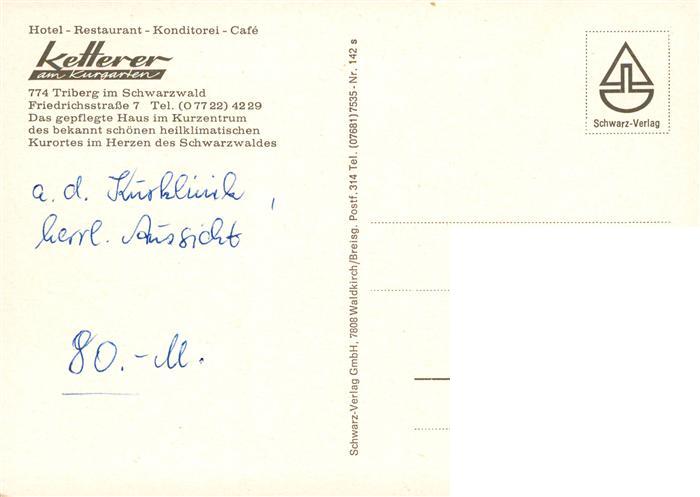 Hotel - Restaurant - Konditorei - Café
Ketterer
am Kurgarten
774 Triberg im Schwarzwald
Friedrichsstraße 7 Tel. (07722) 4229
Das gepflegte Haus im Kurzentrum
des bekannt schönen heilklimatischen
Kurortes im Herzen des Schwarzwaldes
a. d. Kurklinik,
herrl. Aussicht
80.-M.
Schwarz-Verlag GmbH, 7808 Waldkirch/Breisg. Postf. 314 Tel. (07681) 7535 - Nr. 142 s
Schwarz-Verlag